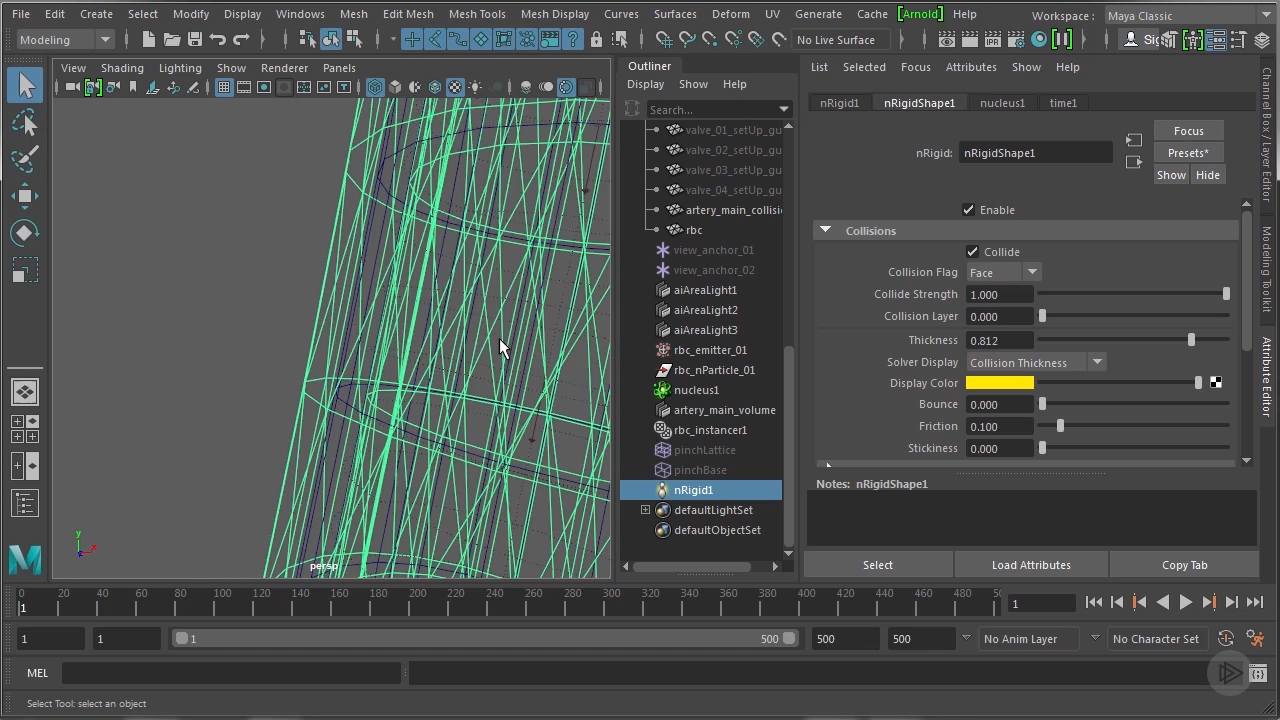 File Edit Create Select Modify Display Windows Mesh Edit Mesh Mesh Tools Mesh Display Curves Surfaces Deform UV Generate Cache [Arnold] Help Workspace : Maya Classic
Modeling No Live Surface
View Shading Lighting Show Renderer Panels
Outliner
Display Show Help
Search...
valve_01_setUp_gu
valve_02_setUp_gu
valve_03_setUp_gu
valve_04_setUp_gu
artery_main_collisi
rbc
view_anchor_01
view_anchor_02
aiAreaLight1
aiAreaLight2
aiAreaLight3
rbc_emitter_01
rbc_nParticle_01
nucleus1
artery_main_volume
rbc_instancer1
pinchLattice
pinchBase
nRigid1
defaultLightSet
defaultObjectSet
y
x
persp
List Selected Focus Attributes Show Help
nRigid1 nRigidShape1 nucleus1 time1
Focus
nRigid: nRigidShape1 Presets*
Show Hide
Enable
Collisions
Collide
Collision Flag Face
Collide Strength 1.000
Collision Layer 0.000
Thickness 0.812
Solver Display Collision Thickness
Display Color
Bounce 0.000
Friction 0.100
Stickiness 0.000
Notes: nRigidShape1
Select Load Attributes Copy Tab
Channel Box / Layer Editor
Modeling Toolkit
Attribute Editor
0 20 40 60 80 100 120 140 160 180 200 220 240 260 280 300 320 340 360 380 400 420 440 460 480
1 1
1 1 1 500 500 500 No Anim Layer No Character Set
MEL
Select Tool: select an object